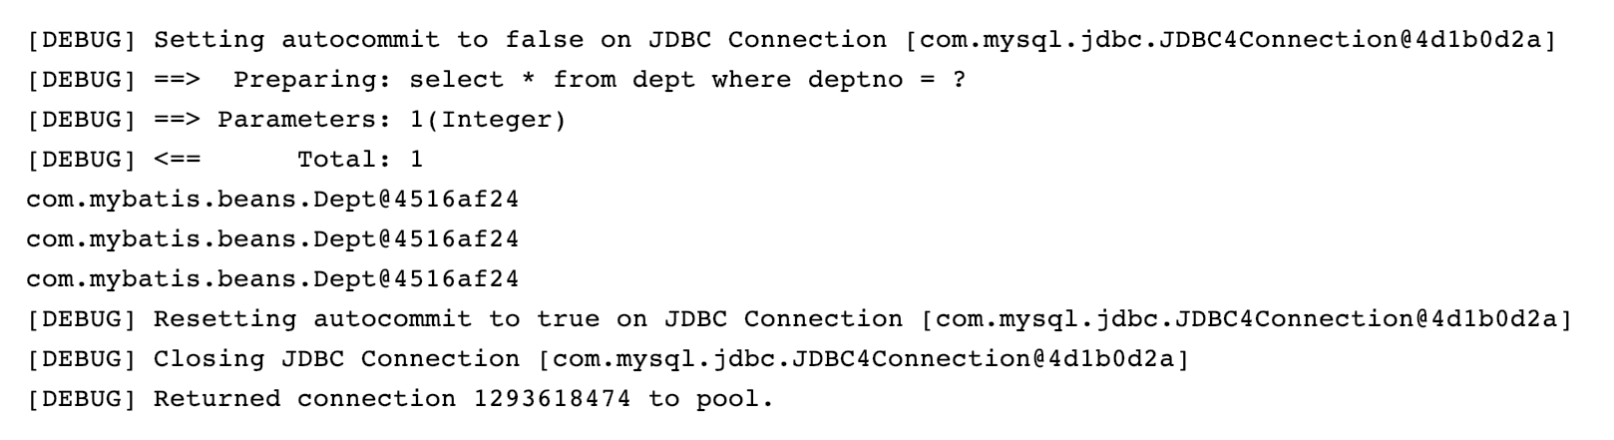 [DEBUG] Setting autocommit to false on JDBC Connection [com.mysql.jdbc.JDBC4Connection@4d1b0d2a]
[DEBUG] ==>  Preparing: select * from dept where deptno = ?
[DEBUG] ==> Parameters: 1(Integer)
[DEBUG] <==      Total: 1
com.mybatis.beans.Dept@4516af24
com.mybatis.beans.Dept@4516af24
com.mybatis.beans.Dept@4516af24
[DEBUG] Resetting autocommit to true on JDBC Connection [com.mysql.jdbc.JDBC4Connection@4d1b0d2a]
[DEBUG] Closing JDBC Connection [com.mysql.jdbc.JDBC4Connection@4d1b0d2a]
[DEBUG] Returned connection 1293618474 to pool.